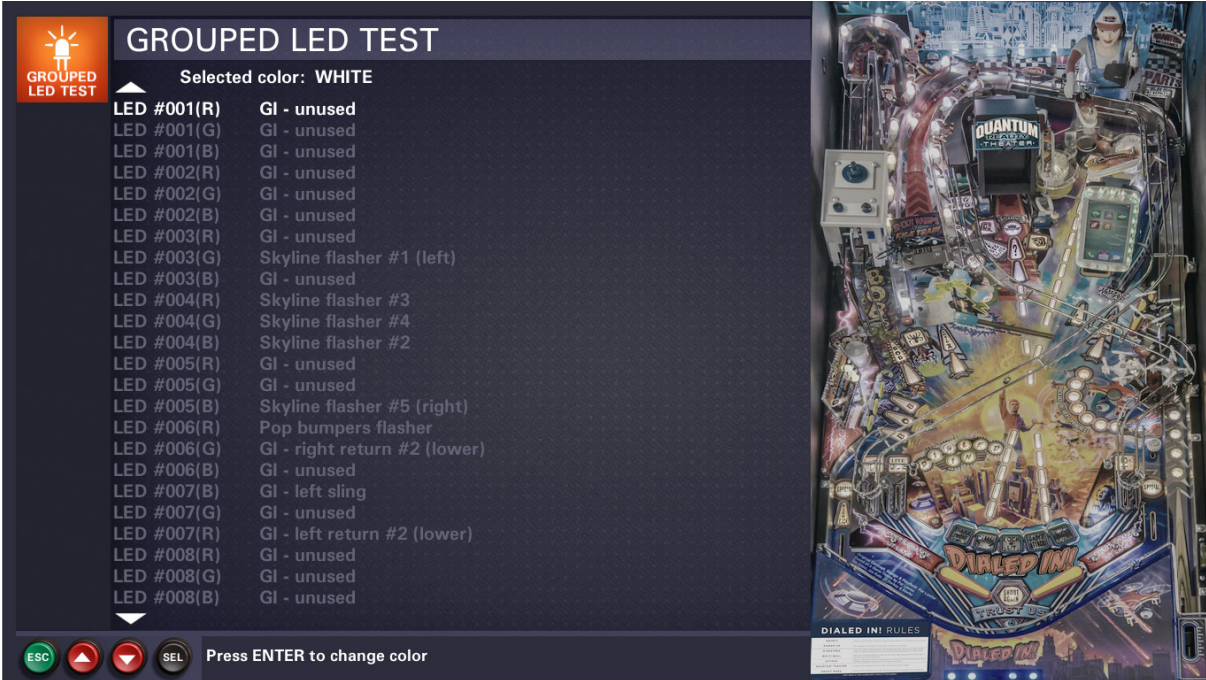 GROUPED LED TEST
GROUPED
LED TEST
Selected color: WHITE
LED #001(R) GI - unused
LED #001(G) GI - unused
LED #001(B) GI - unused
LED #002(R) GI - unused
LED #002(G) GI - unused
LED #002(B) GI - unused
LED #003(R) GI - unused
LED #003(G) Skyline flasher #1 (left)
LED #003(B) GI - unused
LED #004(R) Skyline flasher #3
LED #004(G) Skyline flasher #4
LED #004(B) Skyline flasher #2
LED #005(R) GI - unused
LED #005(G) GI - unused
LED #005(B) Skyline flasher #5 (right)
LED #006(R) Pop bumpers flasher
LED #006(G) GI - right return #2 (lower)
LED #006(B) GI - unused
LED #007(B) GI - left sling
LED #007(G) GI - unused
LED #007(R) GI - left return #2 (lower)
LED #008(R) GI - unused
LED #008(G) GI - unused
LED #008(B) GI - unused
ESC
SEL
Press ENTER to change color
QUANTUM
REALITY
THEATER
DIALED IN!
SHOOT
AGAIN
TRUST US
DIALED IN! RULES
DIALED IN!